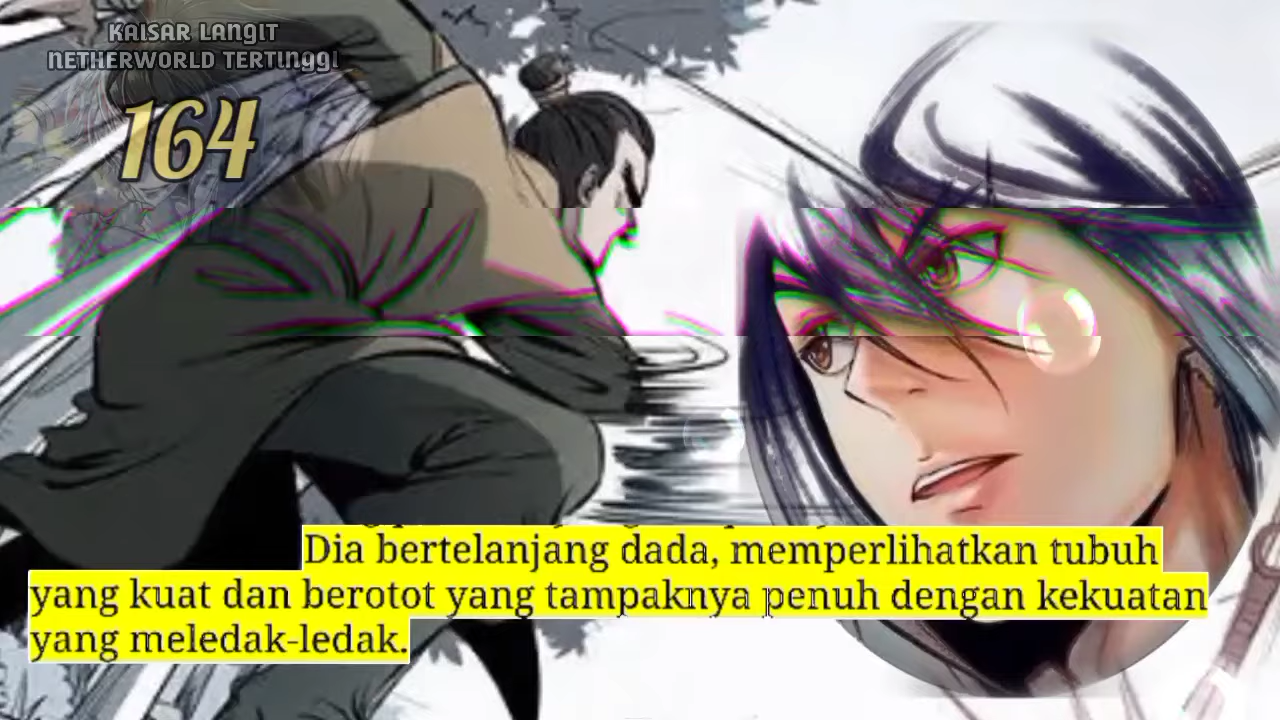 KAISAR LANGIT
NETHERWORLD TERTINGGI
164
Dia bertelanjang dada, memperlihatkan tubuh
yang kuat dan berotot yang tampaknya penuh dengan kekuatan
yang meledak-ledak.